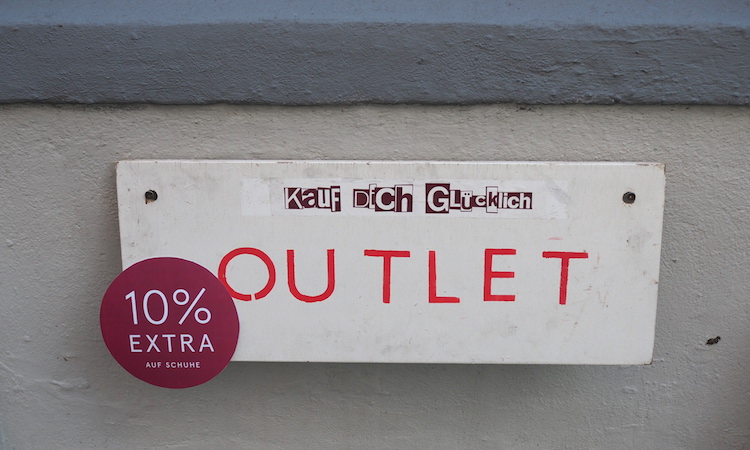 Kauf Dich Glücklich
OUTLET
10%
EXTRA
AUF SCHUHE